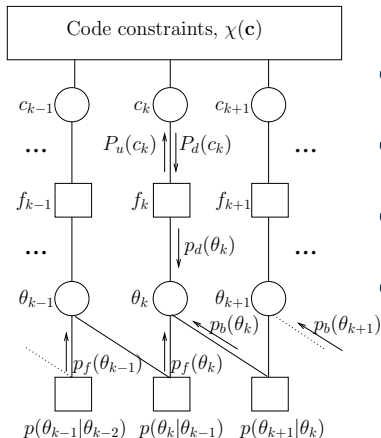 Code constraints, χ(𝐜)
c_{k−1} c_k c_{k+1}
... P_u(c_k) P_d(c_k) ...
f_{k−1} f_k f_{k+1}
... p_d(θ_k) ...
θ_{k−1} θ_k θ_{k+1}
p_b(θ_k) p_b(θ_{k+1})
p_f(θ_{k−1}) p_f(θ_k)
p(θ_{k−1}|θ_{k−2}) p(θ_k|θ_{k−1}) p(θ_{k+1}|θ_k)